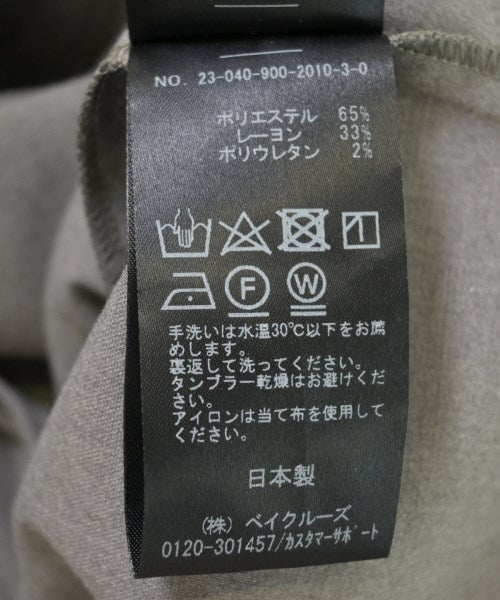 NO. 23-040-900-2010-3-0
ポリエステル 65%
レーヨン 33%
ポリウレタン 2%
F
W
手洗いは水温30℃以下をお薦
めします。
裏返して洗ってください。
タンブラー乾燥はお避けくだ
さい。
アイロンは当て布を使用して
ください。
日本製
(株) ベイクルーズ
0120-301457/カスタマーサポート